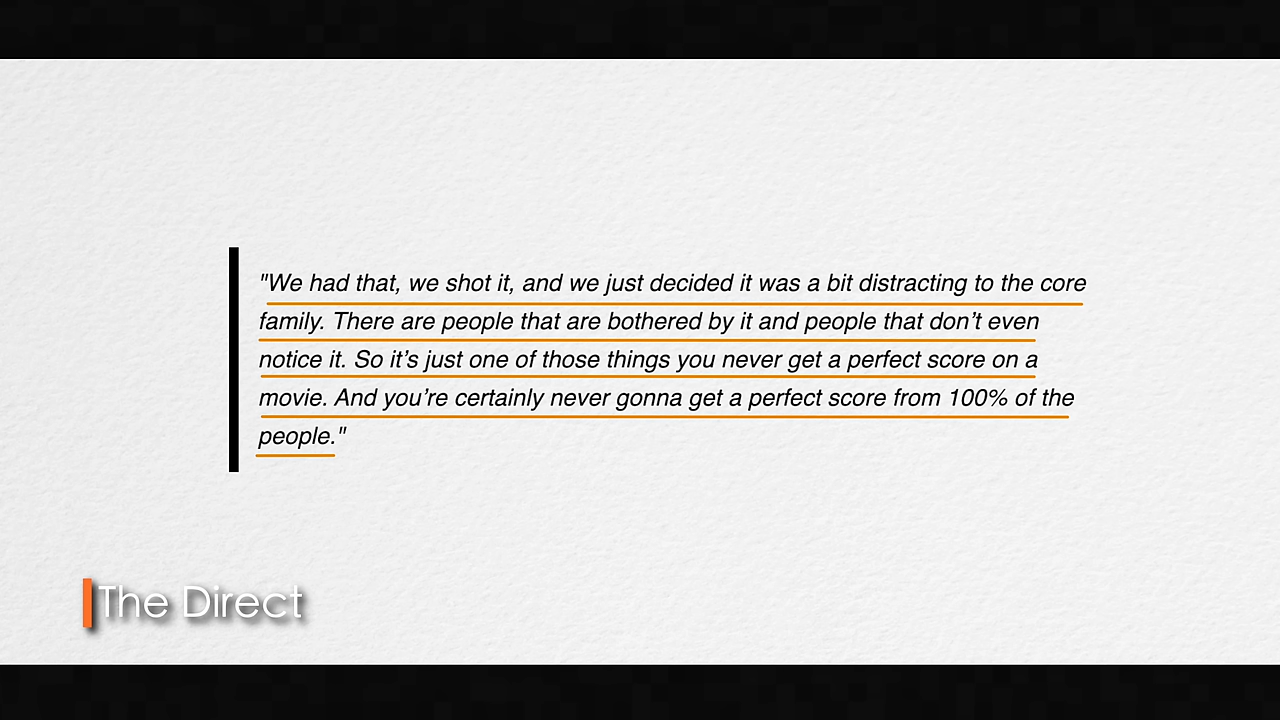 "We had that, we shot it, and we just decided it was a bit distracting to the core
family. There are people that are bothered by it and people that don’t even
notice it. So it’s just one of those things you never get a perfect score on a
movie. And you’re certainly never gonna get a perfect score from 100% of the
people."
The Direct